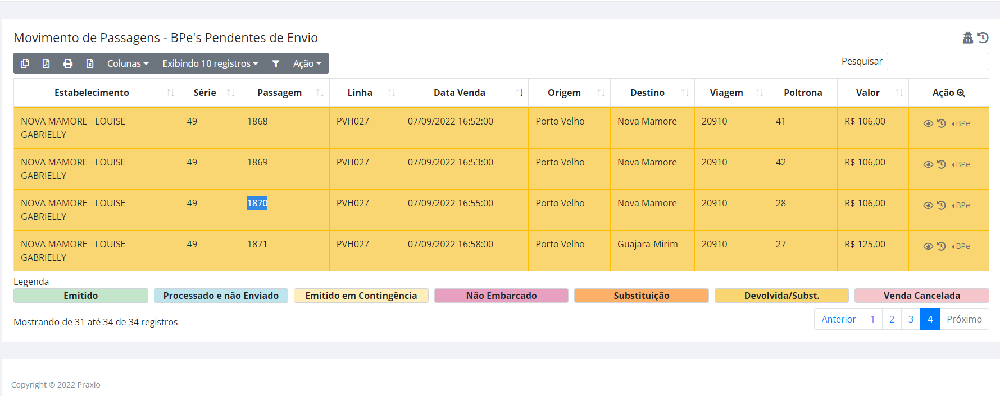 Movimento de Passagens - BPe's Pendentes de Envio
Colunas Exibindo 10 registros Ação
Pesquisar
Estabelecimento Série Passagem Linha Data Venda Origem Destino Viagem Poltrona Valor Ação
NOVA MAMORE - LOUISE GABRIELLY 49 1868 PVH027 07/09/2022 16:52:00 Porto Velho Nova Mamore 20910 41 R$ 106,00 BPe
NOVA MAMORE - LOUISE GABRIELLY 49 1869 PVH027 07/09/2022 16:53:00 Porto Velho Nova Mamore 20910 42 R$ 106,00 BPe
NOVA MAMORE - LOUISE GABRIELLY 49 1870 PVH027 07/09/2022 16:55:00 Porto Velho Nova Mamore 20910 28 R$ 106,00 BPe
NOVA MAMORE - LOUISE GABRIELLY 49 1871 PVH027 07/09/2022 16:58:00 Porto Velho Guajara-Mirim 20910 27 R$ 125,00 BPe
Legenda
Emitido Processado e não Enviado Emitido em Contingência Não Embarcado Substituição Devolvida/Subst. Venda Cancelada
Mostrando de 31 até 34 de 34 registros
Anterior 1 2 3 4 Próximo
Copyright © 2022 Praxio